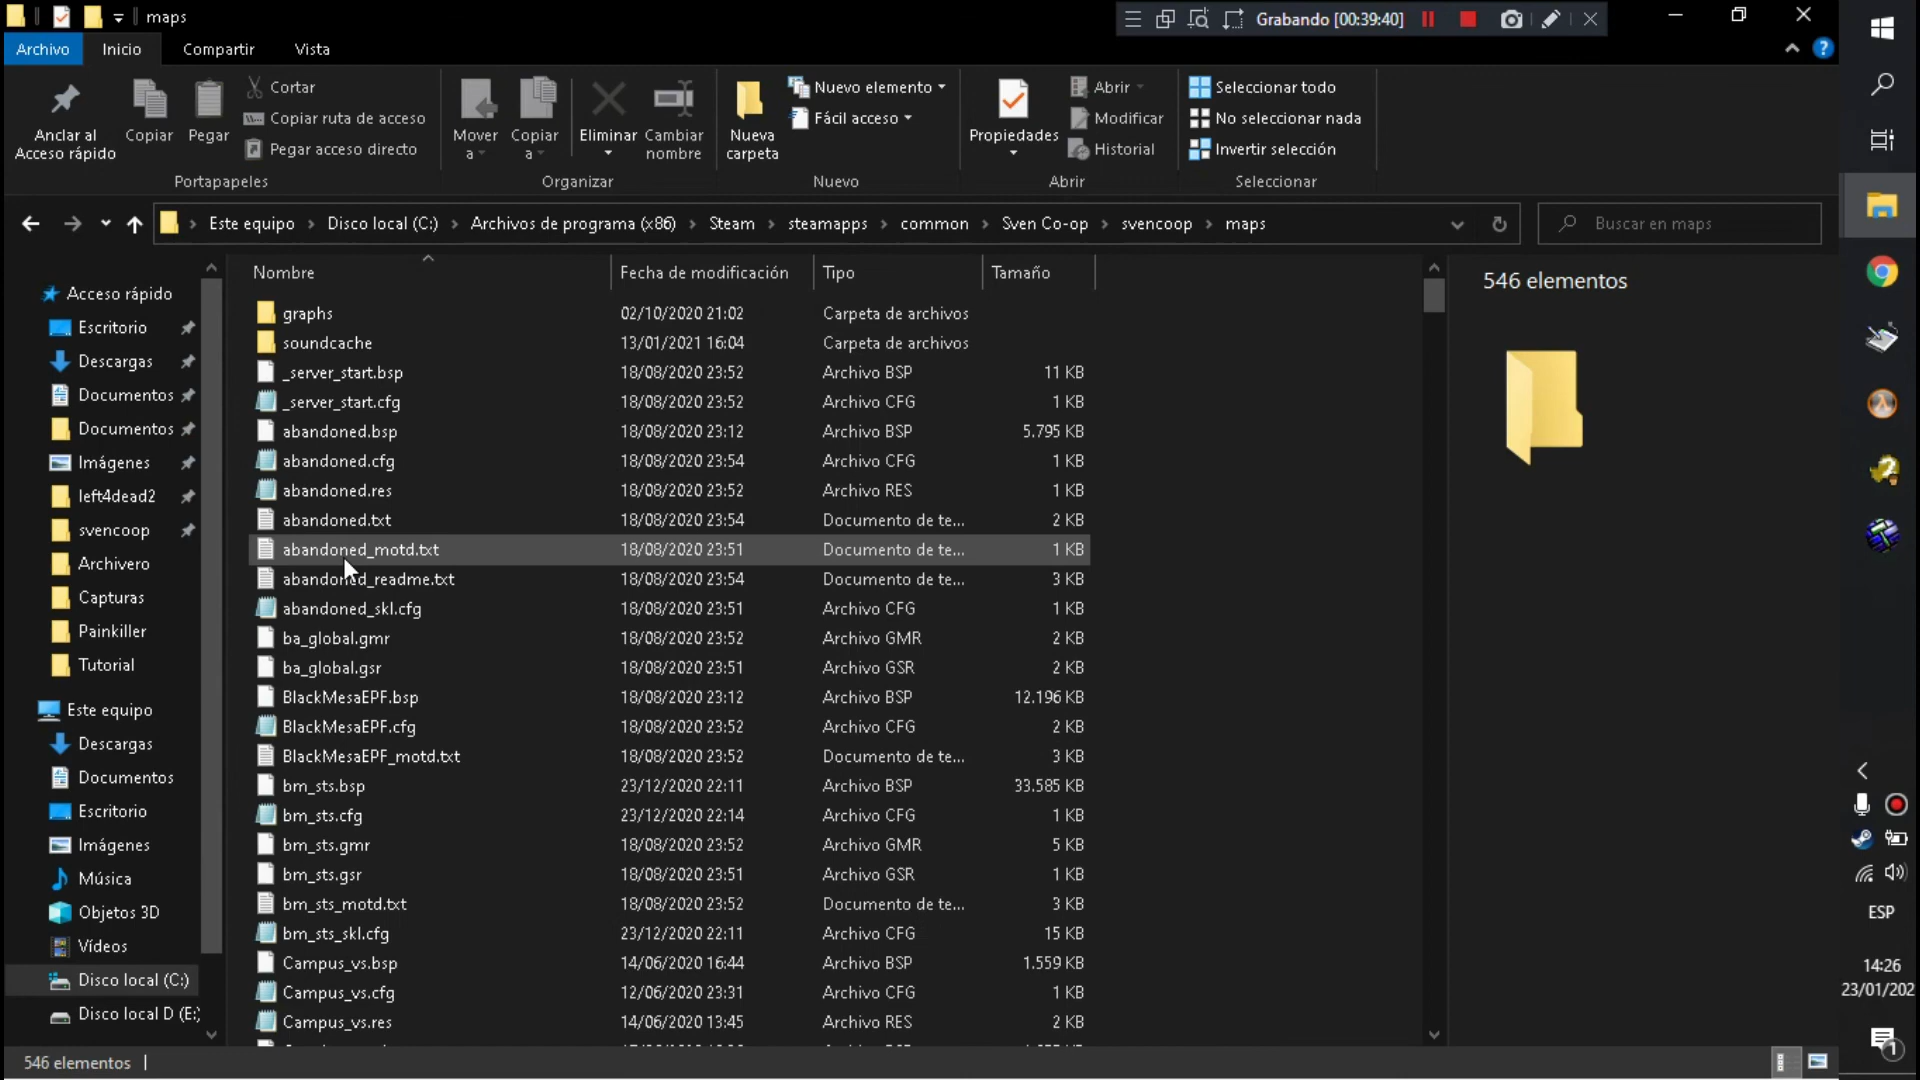 maps
Grabando [00:39:40]
Archivo
Inicio
Compartir
Vista
Anclar al
Acceso rápido
Copiar
Pegar
Cortar
Copiar ruta de acceso
Pegar acceso directo
Portapapeles
Mover
a
Copiar
a
Eliminar
Cambiar
nombre
Organizar
Nueva
carpeta
Nuevo elemento
Fácil acceso
Nuevo
Propiedades
Abrir
Modificar
Historial
Abrir
Seleccionar todo
No seleccionar nada
Invertir selección
Seleccionar
Este equipo
Disco local (C:)
Archivos de programa (x86)
Steam
steamapps
common
Sven Co-op
svencoop
maps
Buscar en maps
Acceso rápido
Escritorio
Descargas
Documentos
Documentos
Imágenes
left4dead2
svencoop
Archivero
Capturas
Painkiller
Tutorial
Este equipo
Descargas
Documentos
Escritorio
Imágenes
Música
Objetos 3D
Vídeos
Disco local (C:)
Disco local D (E:)
Nombre Fecha de modificación Tipo Tamaño
graphs 02/10/2020 21:02 Carpeta de archivos
soundcache 13/01/2021 16:04 Carpeta de archivos
_server_start.bsp 18/08/2020 23:52 Archivo BSP 11 KB
_server_start.cfg 18/08/2020 23:52 Archivo CFG 1 KB
abandoned.bsp 18/08/2020 23:12 Archivo BSP 5.795 KB
abandoned.cfg 18/08/2020 23:54 Archivo CFG 1 KB
abandoned.res 18/08/2020 23:52 Archivo RES 1 KB
abandoned.txt 18/08/2020 23:54 Documento de te... 2 KB
abandoned_motd.txt 18/08/2020 23:51 Documento de te... 1 KB
abandoned_readme.txt 18/08/2020 23:54 Documento de te... 3 KB
abandoned_skl.cfg 18/08/2020 23:51 Archivo CFG 1 KB
ba_global.gmr 18/08/2020 23:52 Archivo GMR 2 KB
ba_global.gsr 18/08/2020 23:51 Archivo GSR 2 KB
BlackMesaEPF.bsp 18/08/2020 23:12 Archivo BSP 12.196 KB
BlackMesaEPF.cfg 18/08/2020 23:52 Archivo CFG 2 KB
BlackMesaEPF_motd.txt 18/08/2020 23:52 Documento de te... 3 KB
bm_sts.bsp 23/12/2020 22:11 Archivo BSP 33.585 KB
bm_sts.cfg 23/12/2020 22:14 Archivo CFG 1 KB
bm_sts.gmr 18/08/2020 23:52 Archivo GMR 5 KB
bm_sts.gsr 18/08/2020 23:51 Archivo GSR 1 KB
bm_sts_motd.txt 18/08/2020 23:52 Documento de te... 3 KB
bm_sts_skl.cfg 23/12/2020 22:11 Archivo CFG 15 KB
Campus_vs.bsp 14/06/2020 16:44 Archivo BSP 1.559 KB
Campus_vs.cfg 12/06/2020 23:31 Archivo CFG 1 KB
Campus_vs.res 14/06/2020 13:45 Archivo RES 2 KB
546 elementos
ESP
14:26
23/01/202
1
546 elementos